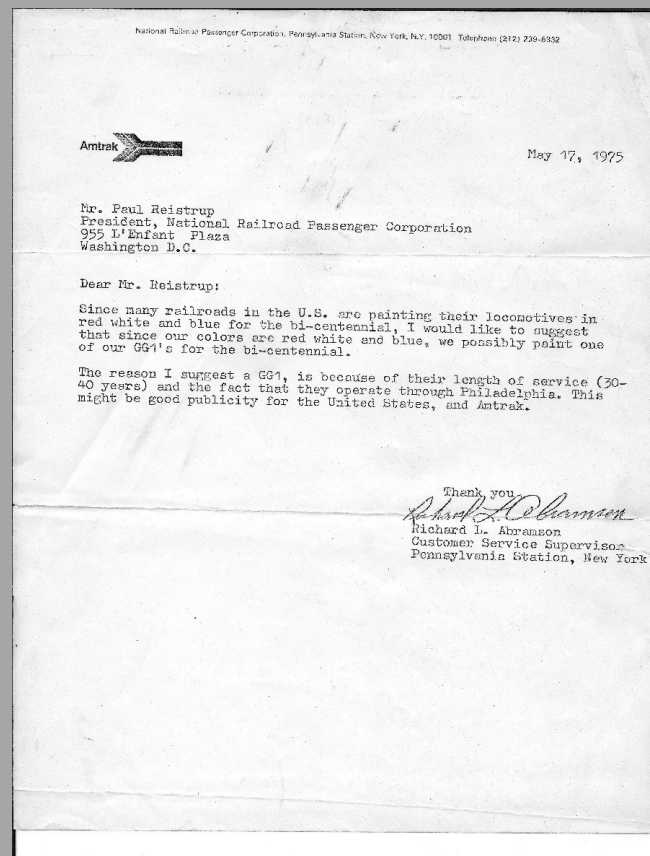 National Railroad Passenger Corporation, Pennsylvania Station, New York, N.Y. 10001 Telephone (212) 239-6332
Amtrak
May 17, 1975
Mr. Paul Reistrup
President, National Railroad Passenger Corporation
955 L'Enfant Plaza
Washington D.C.
Dear Mr. Reistrup:
Since many railroads in the U.S. are painting their locomotives in
red white and blue for the bi-centennial, I would like to suggest
that since our colors are red white and blue, we possibly paint one
of our GG1's for the bi-centennial.
The reason I suggest a GG1, is because of their length of service (30-
40 years) and the fact that they operate through Philadelphia. This
might be good publicity for the United States, and Amtrak.
Thank you
Richard L. Abramson
Richard L. Abramson
Customer Service Supervisor
Pennsylvania Station, New York